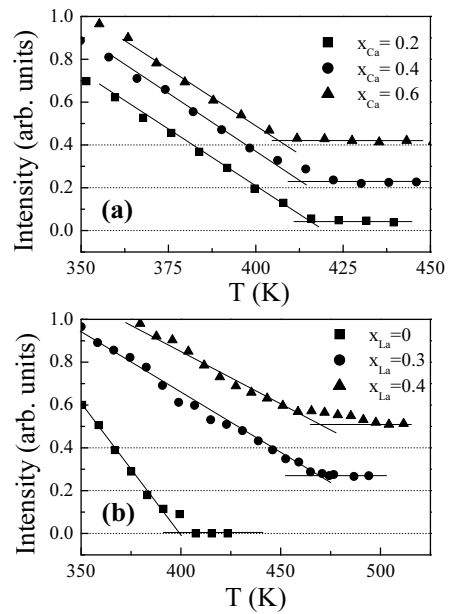 1.0
0.8
0.6
0.4
0.2
0.0
Intensity (arb. units)
x_Ca = 0.2
x_Ca = 0.4
x_Ca = 0.6
(a)
350 375 400 425 450
T (K)
1.0
0.8
0.6
0.4
0.2
0.0
Intensity (arb. units)
x_La=0
x_La=0.3
x_La=0.4
(b)
350 400 450 500
T (K)